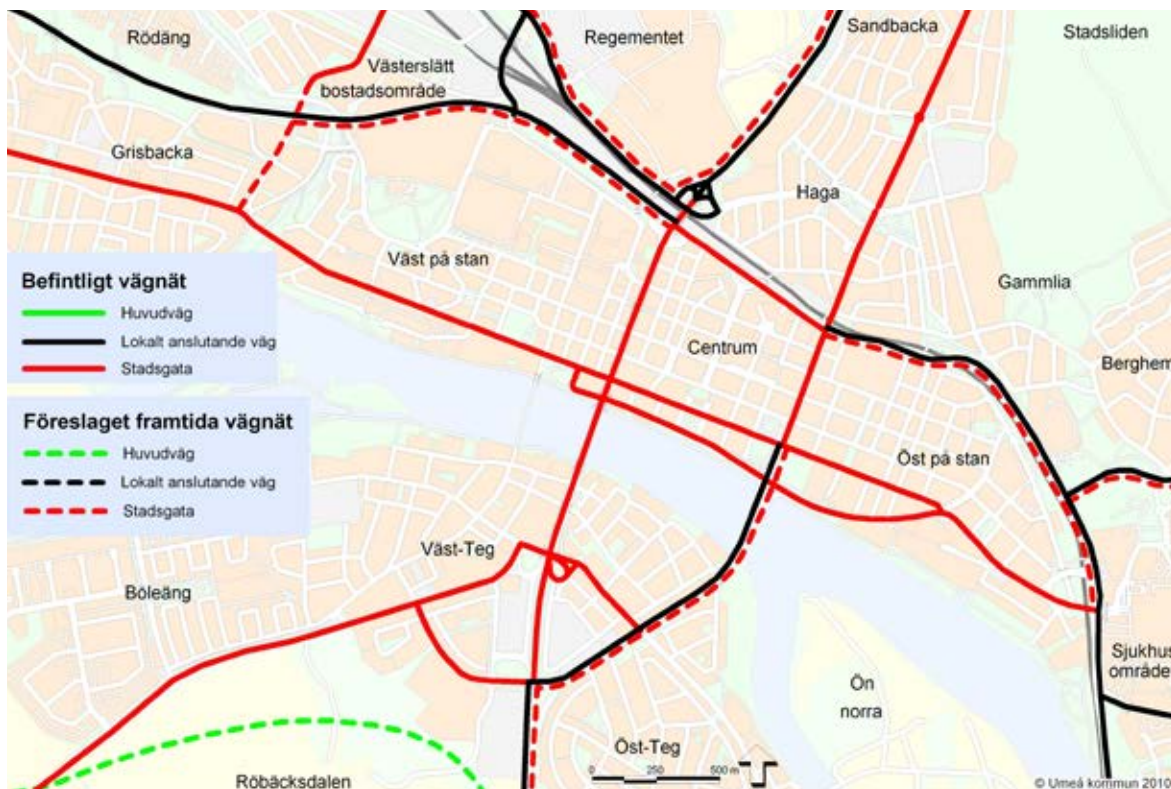 Rödäng
Regementet
Sandbacka
Stadsliden
Västerslätt
bostadsområde
Grisbacka
Haga
Väst på stan
Gammlia
Centrum
Berghem
Befintligt vägnät
Huvudväg
Lokalt anslutande väg
Stadsgata
Föreslaget framtida vägnät
Huvudväg
Lokalt anslutande väg
Stadsgata
Öst på stan
Väst-Teg
Böleäng
Sjukhus
område
Ön
norra
Öst-Teg
0 250 500 m
Röbäcksdalen
© Umeå kommun 2010